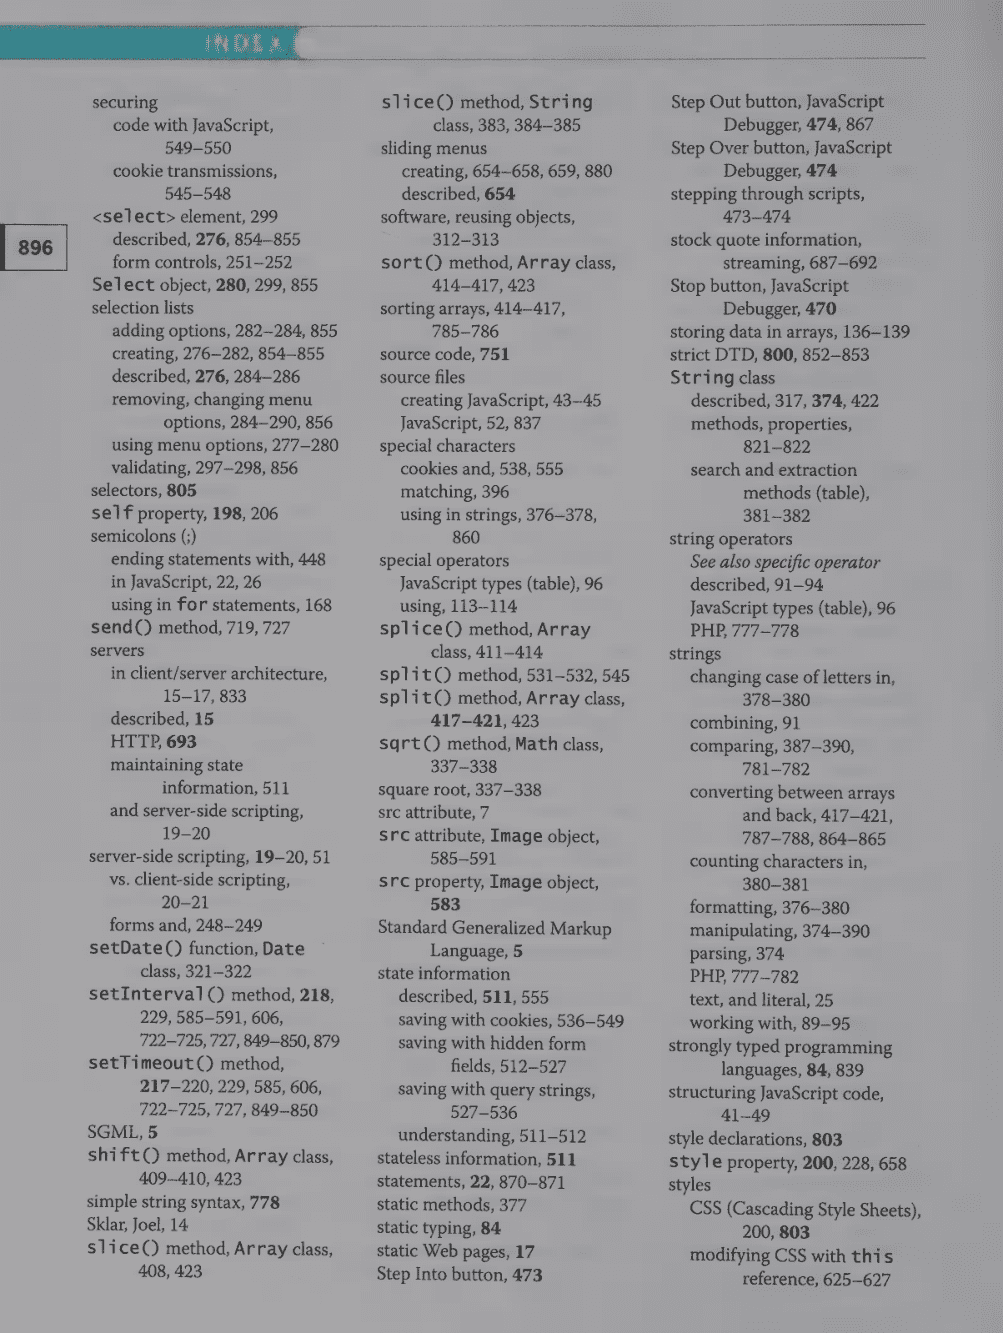 INDEX
896
securing
code with JavaScript,
549–550
cookie transmissions,
545–548
<select> element, 299
described, 276, 854–855
form controls, 251–252
Select object, 280, 299, 855
selection lists
adding options, 282–284, 855
creating, 276–282, 854–855
described, 276, 284–286
removing, changing menu
options, 284–290, 856
using menu options, 277–280
validating, 297–298, 856
selectors, 805
self property, 198, 206
semicolons (;)
ending statements with, 448
in JavaScript, 22, 26
using in for statements, 168
send() method, 719, 727
servers
in client/server architecture,
15–17, 833
described, 15
HTTP, 693
maintaining state
information, 511
and server-side scripting,
19–20
server-side scripting, 19–20, 51
vs. client-side scripting,
20–21
forms and, 248–249
setDate() function, Date
class, 321–322
setInterval() method, 218,
229, 585–591, 606,
722–725, 727, 849–850, 879
setTimeout() method,
217–220, 229, 585, 606,
722–725, 727, 849–850
SGML, 5
shift() method, Array class,
409–410, 423
simple string syntax, 778
Sklar, Joel, 14
slice() method, Array class,
408, 423
slice() method, String
class, 383, 384–385
sliding menus
creating, 654–658, 659, 880
described, 654
software, reusing objects,
312–313
sort() method, Array class,
414–417, 423
sorting arrays, 414–417,
785–786
source code, 751
source files
creating JavaScript, 43–45
JavaScript, 52, 837
special characters
cookies and, 538, 555
matching, 396
using in strings, 376–378,
860
special operators
JavaScript types (table), 96
using, 113–114
splice() method, Array
class, 411–414
split() method, 531–532, 545
split() method, Array class,
417–421, 423
sqrt() method, Math class,
337–338
square root, 337–338
src attribute, 7
src attribute, Image object,
585–591
src property, Image object,
583
Standard Generalized Markup
Language, 5
state information
described, 511, 555
saving with cookies, 536–549
saving with hidden form
fields, 512–527
saving with query strings,
527–536
understanding, 511–512
stateless information, 511
statements, 22, 870–871
static methods, 377
static typing, 84
static Web pages, 17
Step Into button, 473
Step Out button, JavaScript
Debugger, 474, 867
Step Over button, JavaScript
Debugger, 474
stepping through scripts,
473–474
stock quote information,
streaming, 687–692
Stop button, JavaScript
Debugger, 470
storing data in arrays, 136–139
strict DTD, 800, 852–853
String class
described, 317, 374, 422
methods, properties,
821–822
search and extraction
methods (table),
381–382
string operators
See also specific operator
described, 91–94
JavaScript types (table), 96
PHP, 777–778
strings
changing case of letters in,
378–380
combining, 91
comparing, 387–390,
781–782
converting between arrays
and back, 417–421,
787–788, 864–865
counting characters in,
380–381
formatting, 376–380
manipulating, 374–390
parsing, 374
PHP, 777–782
text, and literal, 25
working with, 89–95
strongly typed programming
languages, 84, 839
structuring JavaScript code,
41–49
style declarations, 803
style property, 200, 228, 658
styles
CSS (Cascading Style Sheets),
200, 803
modifying CSS with this
reference, 625–627